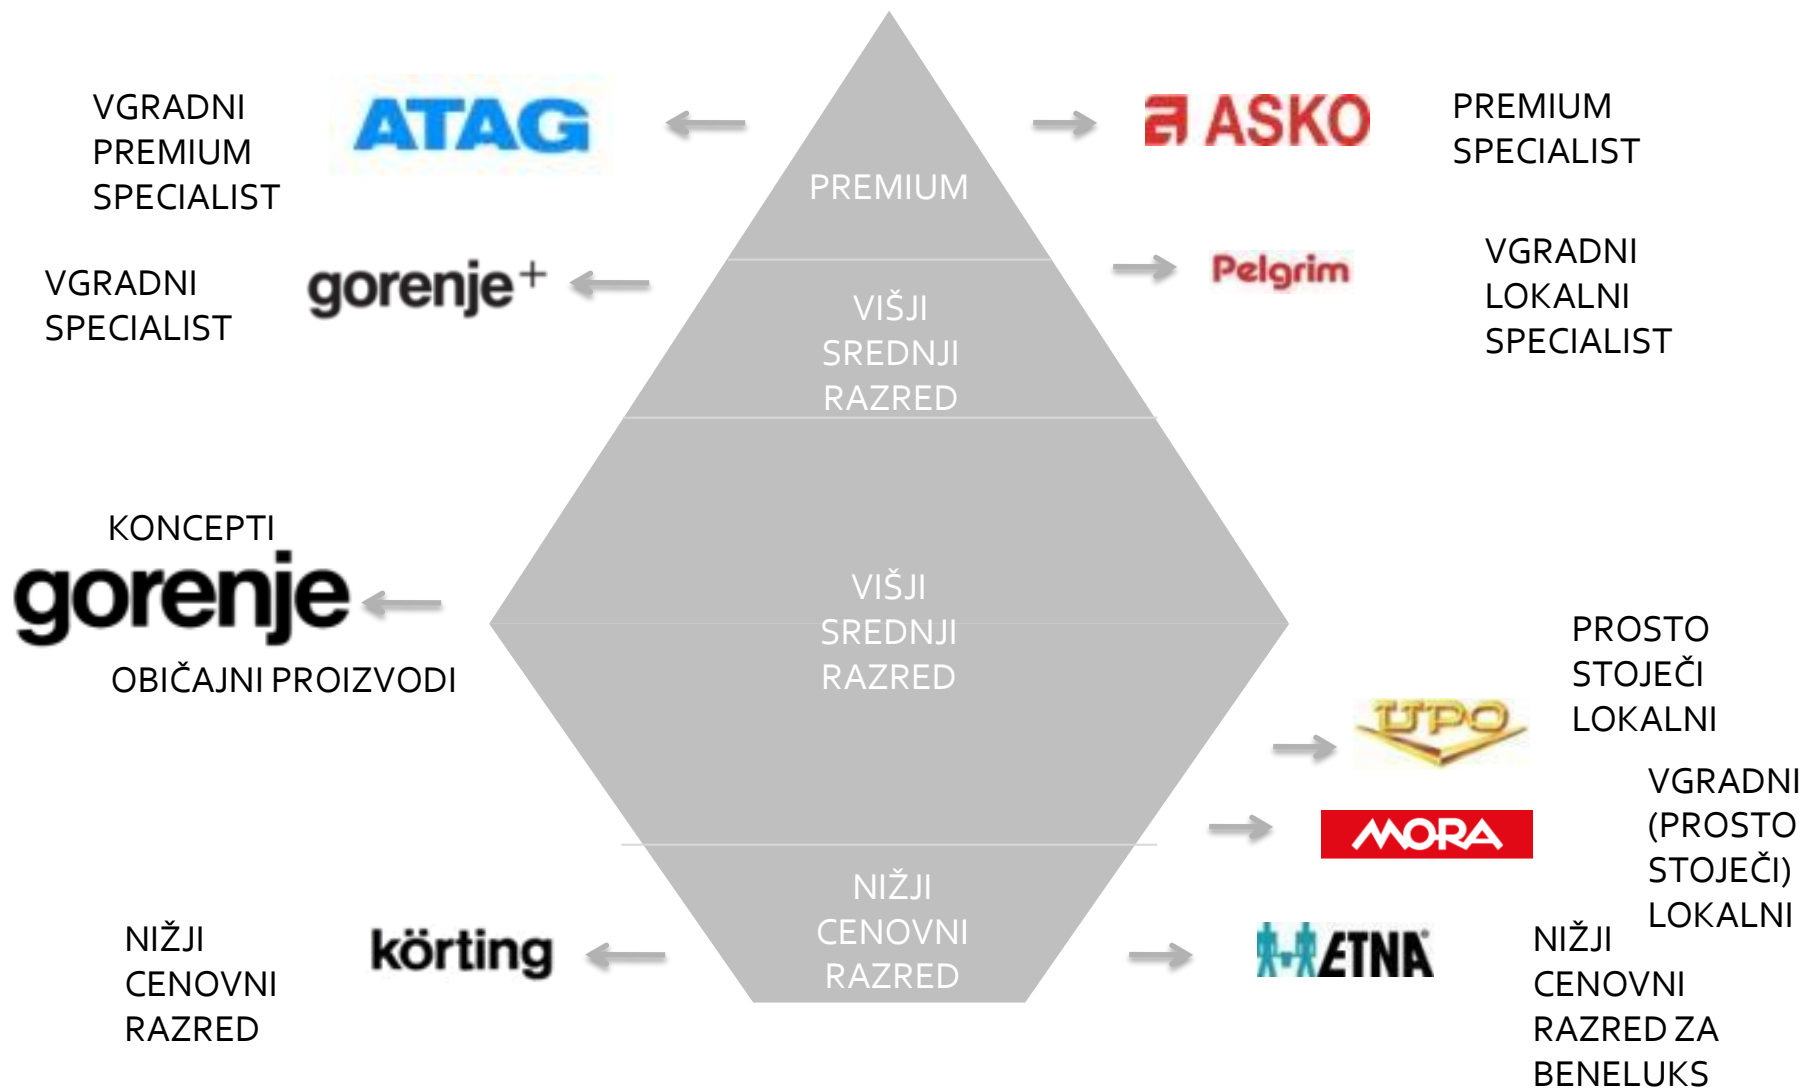 VGRADNI
PREMIUM
SPECIALIST
ATAG
ASKO
PREMIUM
SPECIALIST
PREMIUM
VGRADNI
SPECIALIST
gorenje+
Pelgrim
VGRADNI
LOKALNI
SPECIALIST
VIŠJI
SREDNJI
RAZRED
KONCEPTI
gorenje
OBIČAJNI PROIZVODI
VIŠJI
SREDNJI
RAZRED
UPO
PROSTO
STOJEČI
LOKALNI
MORA
VGRADNI
(PROSTO
STOJEČI)
LOKALNI
NIŽJI
CENOVNI
RAZRED
körting
NIŽJI
CENOVNI
RAZRED
ETNA®
NIŽJI
CENOVNI
RAZRED ZA
BENELUKS